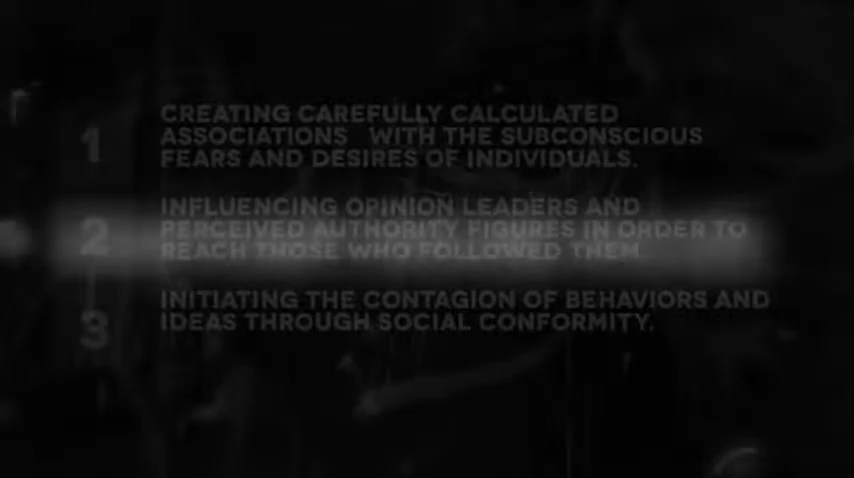 1
CREATING CAREFULLY CALCULATED
ASSOCIATIONS WITH THE SUBCONSCIOUS
FEARS AND DESIRES OF INDIVIDUALS.
2
INFLUENCING OPINION LEADERS AND
PERCEIVED AUTHORITY FIGURES IN ORDER TO
REACH THOSE WHO FOLLOWED THEM.
3
INITIATING THE CONTAGION OF BEHAVIORS AND
IDEAS THROUGH SOCIAL CONFORMITY.